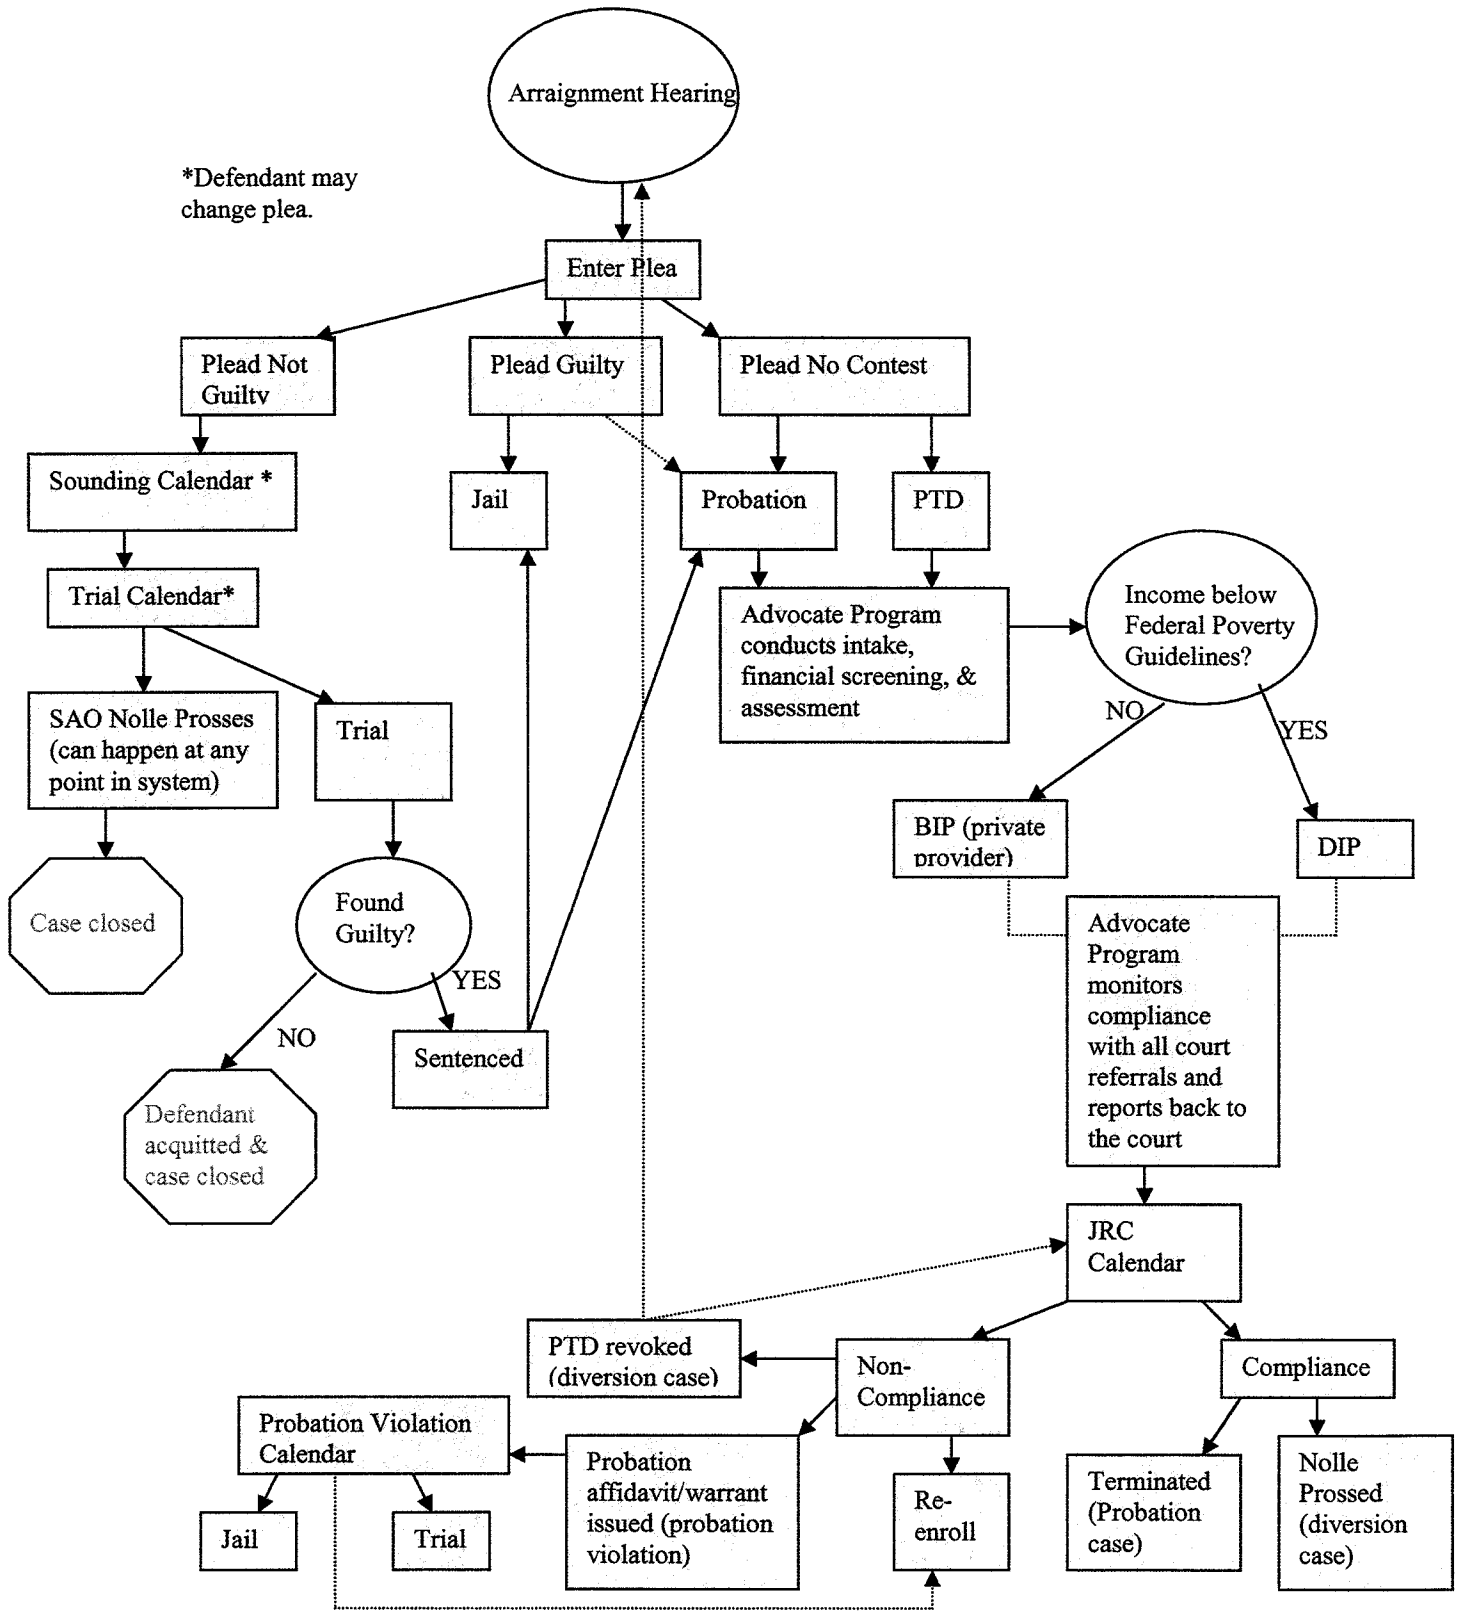 Arraignment Hearing
*Defendant may
change plea.
Enter Plea
Plead Not
Guilty
Plead Guilty
Plead No Contest
Sounding Calendar *
Jail
Probation
PTD
Trial Calendar*
Advocate Program
conducts intake,
financial screening, &
assessment
Income below
Federal Poverty
Guidelines?
NO
YES
SAO Nolle Prosses
(can happen at any
point in system)
Trial
BIP (private
provider)
DIP
Case closed
Found
Guilty?
YES
NO
Sentenced
Defendant
acquitted &
case closed
Advocate
Program
monitors
compliance
with all court
referrals and
reports back to
the court
JRC
Calendar
PTD revoked
(diversion case)
Non-
Compliance
Compliance
Probation Violation
Calendar
Probation
affidavit/warrant
issued (probation
violation)
Re-
enroll
Terminated
(Probation
case)
Nolle
Prossed
(diversion
case)
Jail
Trial